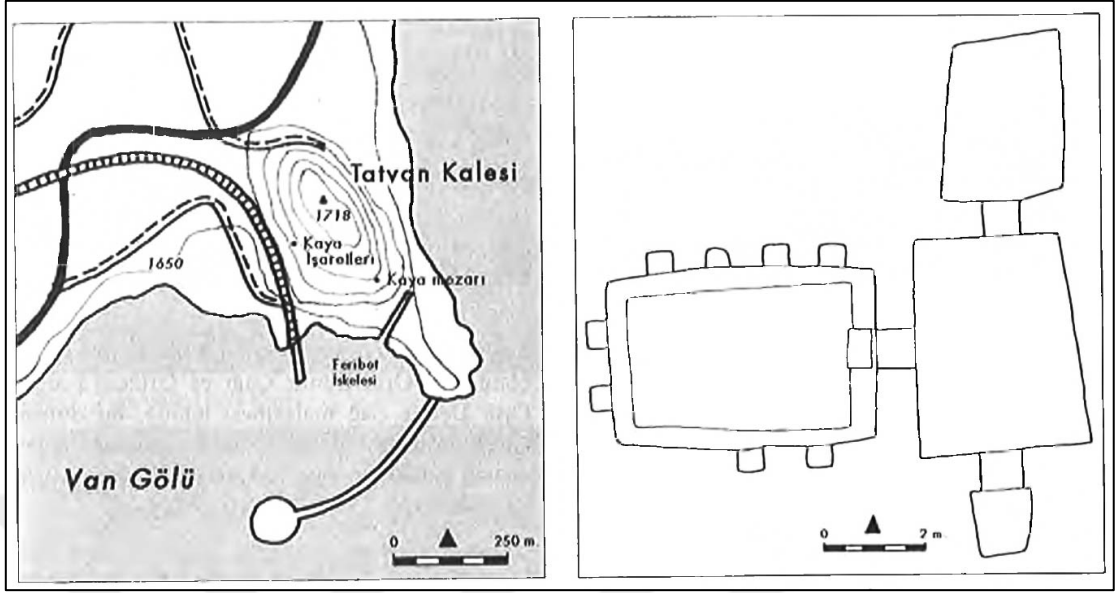 Tatvan Kalesi
1718
Kaya
İşaretleri
Kaya mezarı
1650
Feribot
İskelesi
Van Gölü
0 250 m.
0 2 m.